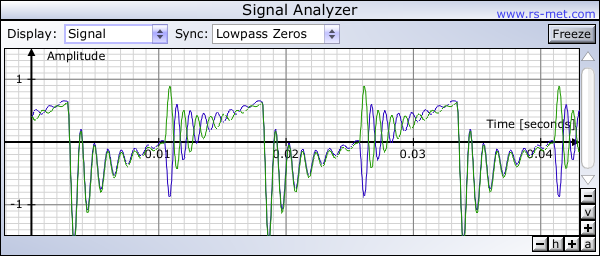 Signal Analyzer
www.rs-met.com
Display: Signal Sync: Lowpass Zeros Freeze
Amplitude
1
Time [seconds]
0.01 0.02 0.03 0.04
-1
- v +
- h + a